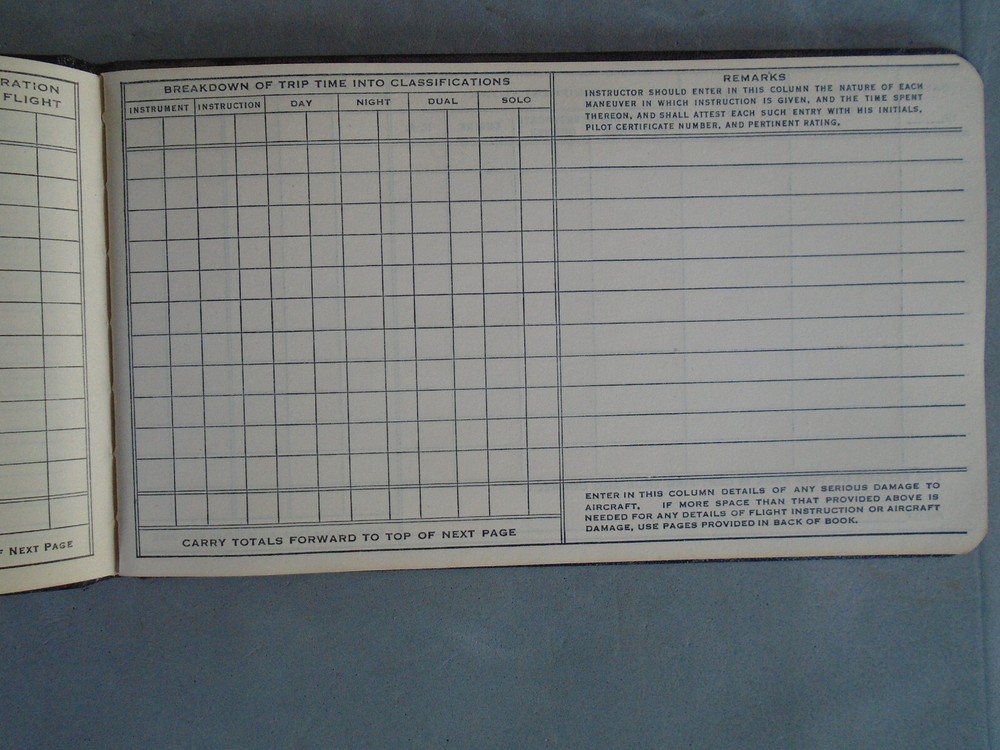 RATION
FLIGHT
NEXT PAGE
BREAKDOWN OF TRIP TIME INTO CLASSIFICATIONS
INSTRUMENT INSTRUCTION DAY NIGHT DUAL SOLO
CARRY TOTALS FORWARD TO TOP OF NEXT PAGE
REMARKS
INSTRUCTOR SHOULD ENTER IN THIS COLUMN THE NATURE OF EACH
MANEUVER IN WHICH INSTRUCTION IS GIVEN, AND THE TIME SPENT
THEREON, AND SHALL ATTEST EACH SUCH ENTRY WITH HIS INITIALS,
PILOT CERTIFICATE NUMBER, AND PERTINENT RATING.
ENTER IN THIS COLUMN DETAILS OF ANY SERIOUS DAMAGE TO
AIRCRAFT. IF MORE SPACE THAN THAT PROVIDED ABOVE IS
NEEDED FOR ANY DETAILS OF FLIGHT INSTRUCTION OR AIRCRAFT
DAMAGE, USE PAGES PROVIDED IN BACK OF BOOK.